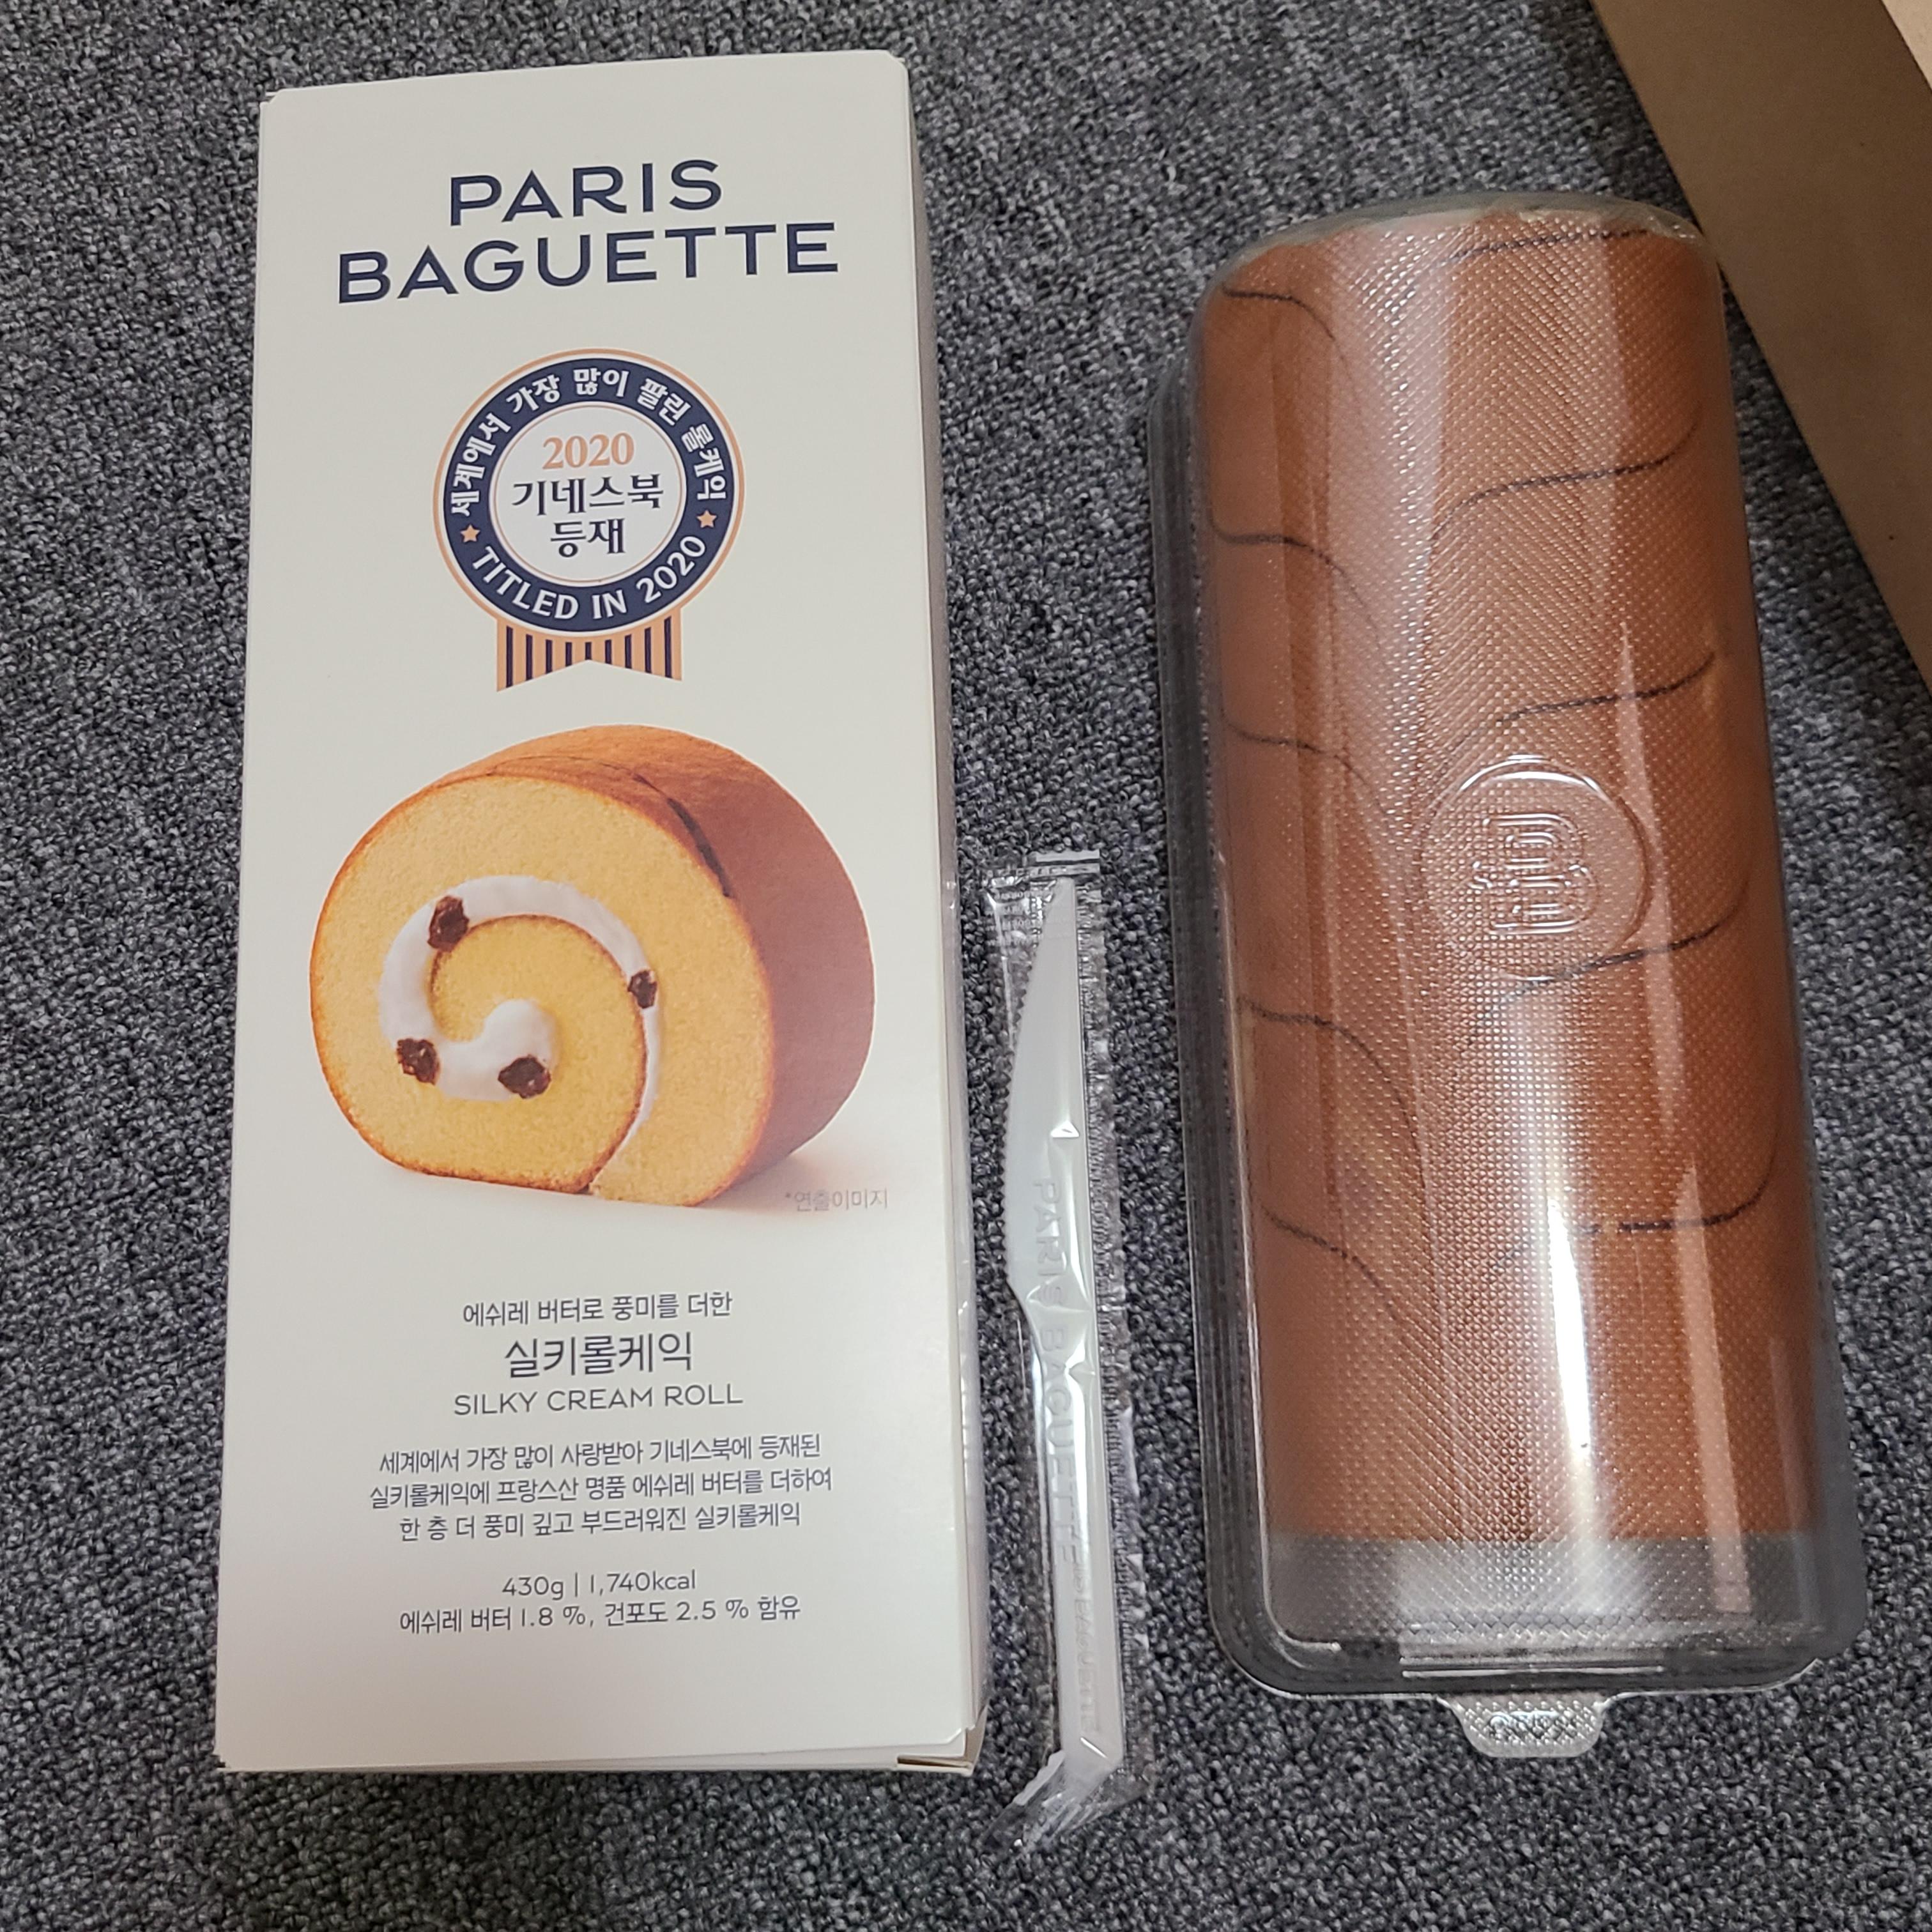 PARIS
BAGUETTE
세계에서 가장 많이 팔린 롤케익
2020
기네스북
등재
TITLED IN 2020
*연출이미지
에쉬레 버터로 풍미를 더한
실키롤케익
SILKY CREAM ROLL
세계에서 가장 많이 사랑받아 기네스북에 등재된
실키롤케익에 프랑스산 명품 에쉬레 버터를 더하여
한 층 더 풍미 깊고 부드러워진 실키롤케익
430g | 1,740kcal
에쉬레 버터 1.8 %, 건포도 2.5 % 함유
PARIS BAGUETTE